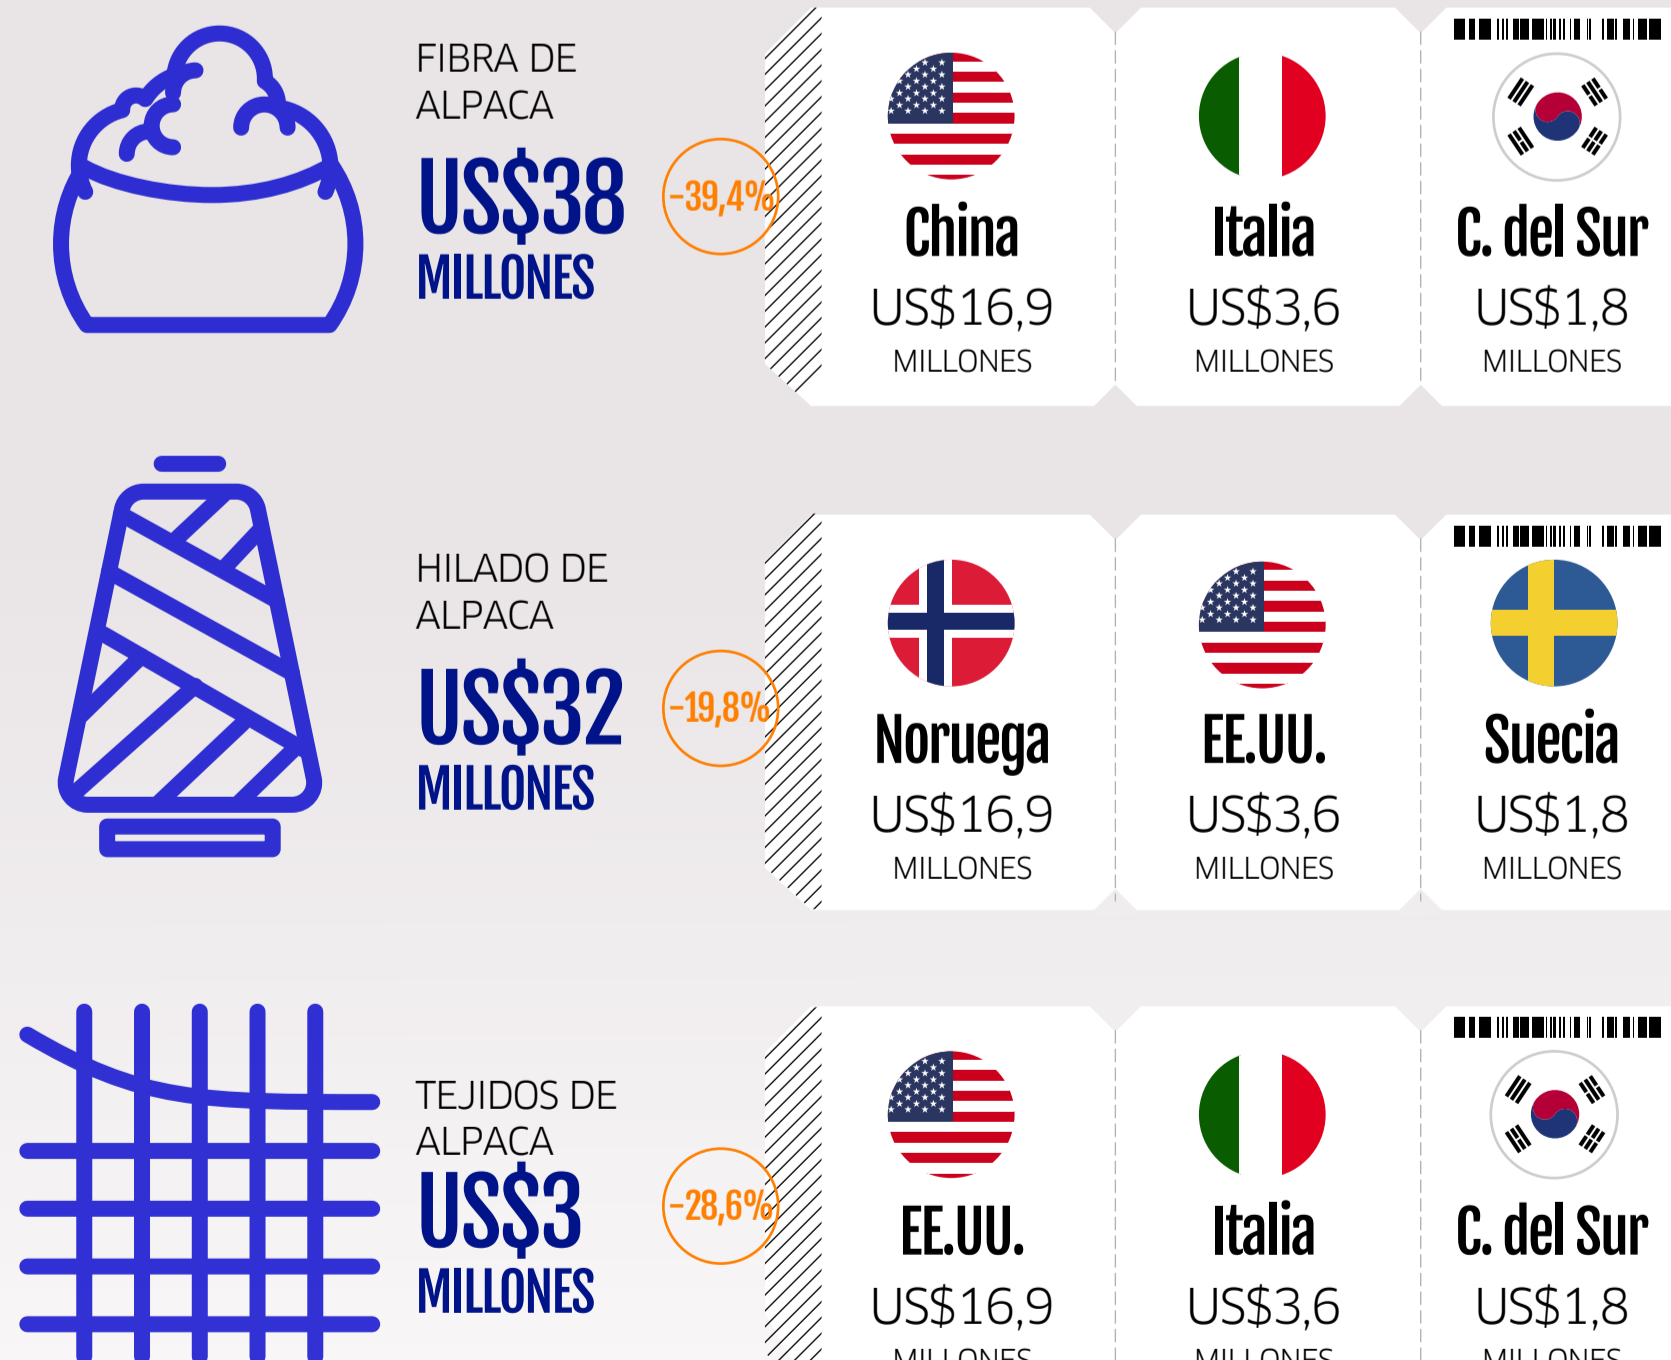 FIBRA DE
ALPACA
US$38
MILLONES
-39,4%
China
US$16,9
MILLONES
Italia
US$3,6
MILLONES
C. del Sur
US$1,8
MILLONES
HILADO DE
ALPACA
US$32
MILLONES
-19,8%
Noruega
US$16,9
MILLONES
EE.UU.
US$3,6
MILLONES
Suecia
US$1,8
MILLONES
TEJIDOS DE
ALPACA
US$3
MILLONES
-28,6%
EE.UU.
US$16,9
MILLONES
Italia
US$3,6
MILLONES
C. del Sur
US$1,8
MILLONES